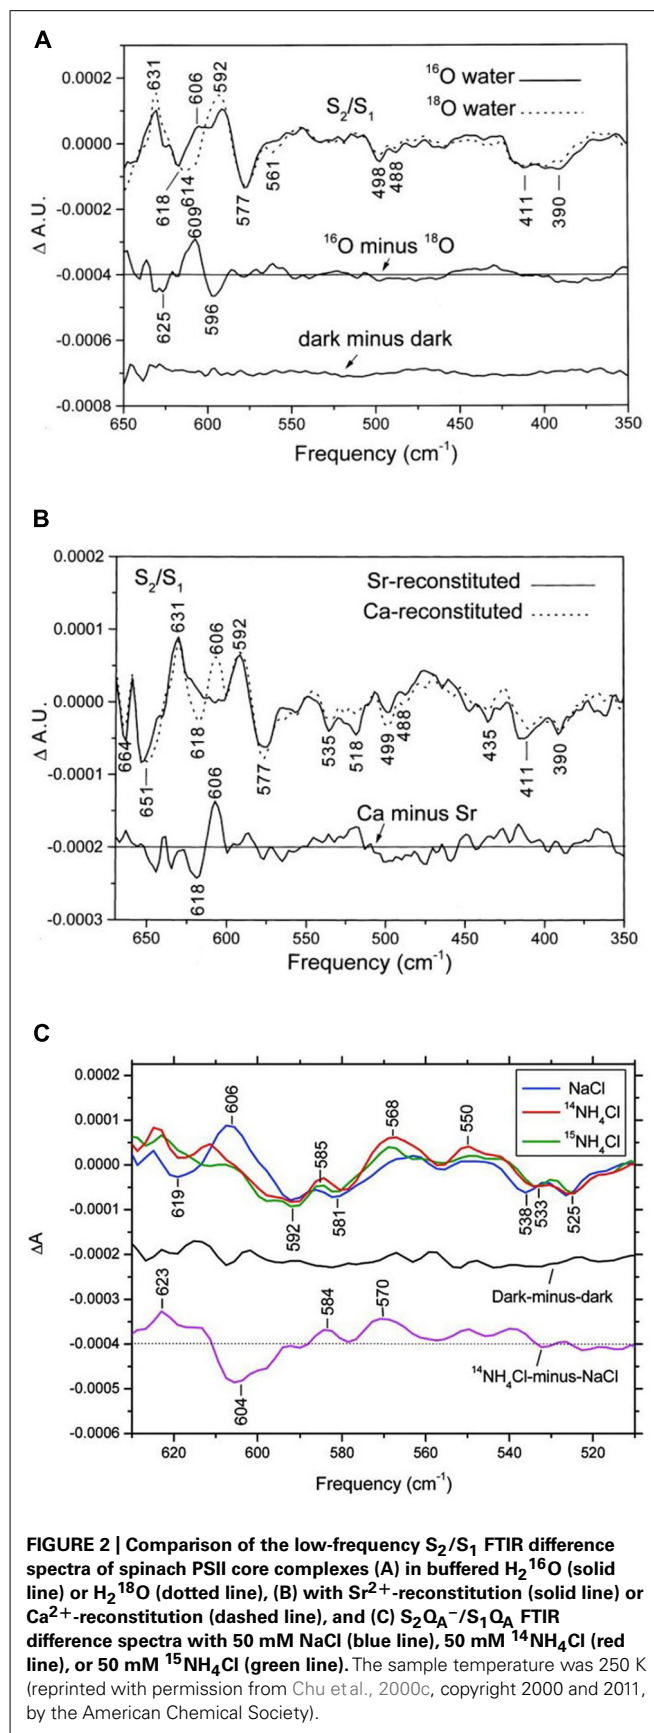 A
0.0002
0.0000
-0.0002
-0.0004
-0.0006
-0.0008
Δ A.U.
631
606
592
S₂/S₁
¹⁶O water
¹⁸O water
618
614
609
577
561
498
488
411
390
¹⁶O minus ¹⁸O
625
596
dark minus dark
650 600 550 500 450 400 350
Frequency (cm⁻¹)
B
0.0002
0.0001
0.0000
-0.0001
-0.0002
-0.0003
Δ A.U.
S₂/S₁
631
606
592
Sr-reconstituted
Ca-reconstituted
664
651
618
577
535
518
499
488
435
411
390
606
Ca minus Sr
618
650 600 550 500 450 400 350
Frequency (cm⁻¹)
C
0.0002
0.0001
0.0000
-0.0001
-0.0002
-0.0003
-0.0004
-0.0005
-0.0006
ΔA
NaCl
¹⁴NH₄Cl
¹⁵NH₄Cl
606
568
550
585
619
592
581
538
533
525
Dark-minus-dark
623
584
570
604
¹⁴NH₄Cl-minus-NaCl
620 600 580 560 540 520
Frequency (cm⁻¹)
FIGURE 2 | Comparison of the low-frequency S₂/S₁ FTIR difference
spectra of spinach PSII core complexes (A) in buffered H₂¹⁶O (solid
line) or H₂¹⁸O (dotted line), (B) with Sr²⁺-reconstitution (solid line) or
Ca²⁺-reconstitution (dashed line), and (C) S₂Q_A⁻/S₁Q_A FTIR
difference spectra with 50 mM NaCl (blue line), 50 mM ¹⁴NH₄Cl (red
line), or 50 mM ¹⁵NH₄Cl (green line). The sample temperature was 250 K
(reprinted with permission from Chu et al., 2000c, copyright 2000 and 2011,
by the American Chemical Society).